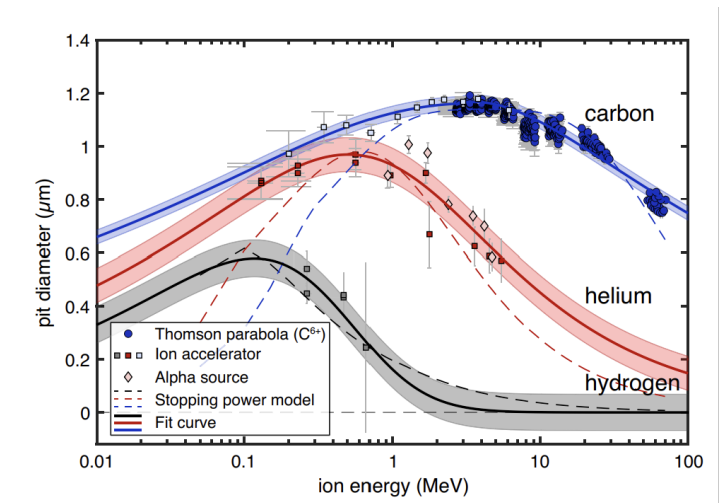 1.4
1.2
1
0.8
0.6
0.4
0.2
0
pit diameter (μm)
carbon
helium
hydrogen
Thomson parabola (C⁶⁺)
Ion accelerator
Alpha source
Stopping power model
Fit curve
0.01
0.1
1
10
100
ion energy (MeV)